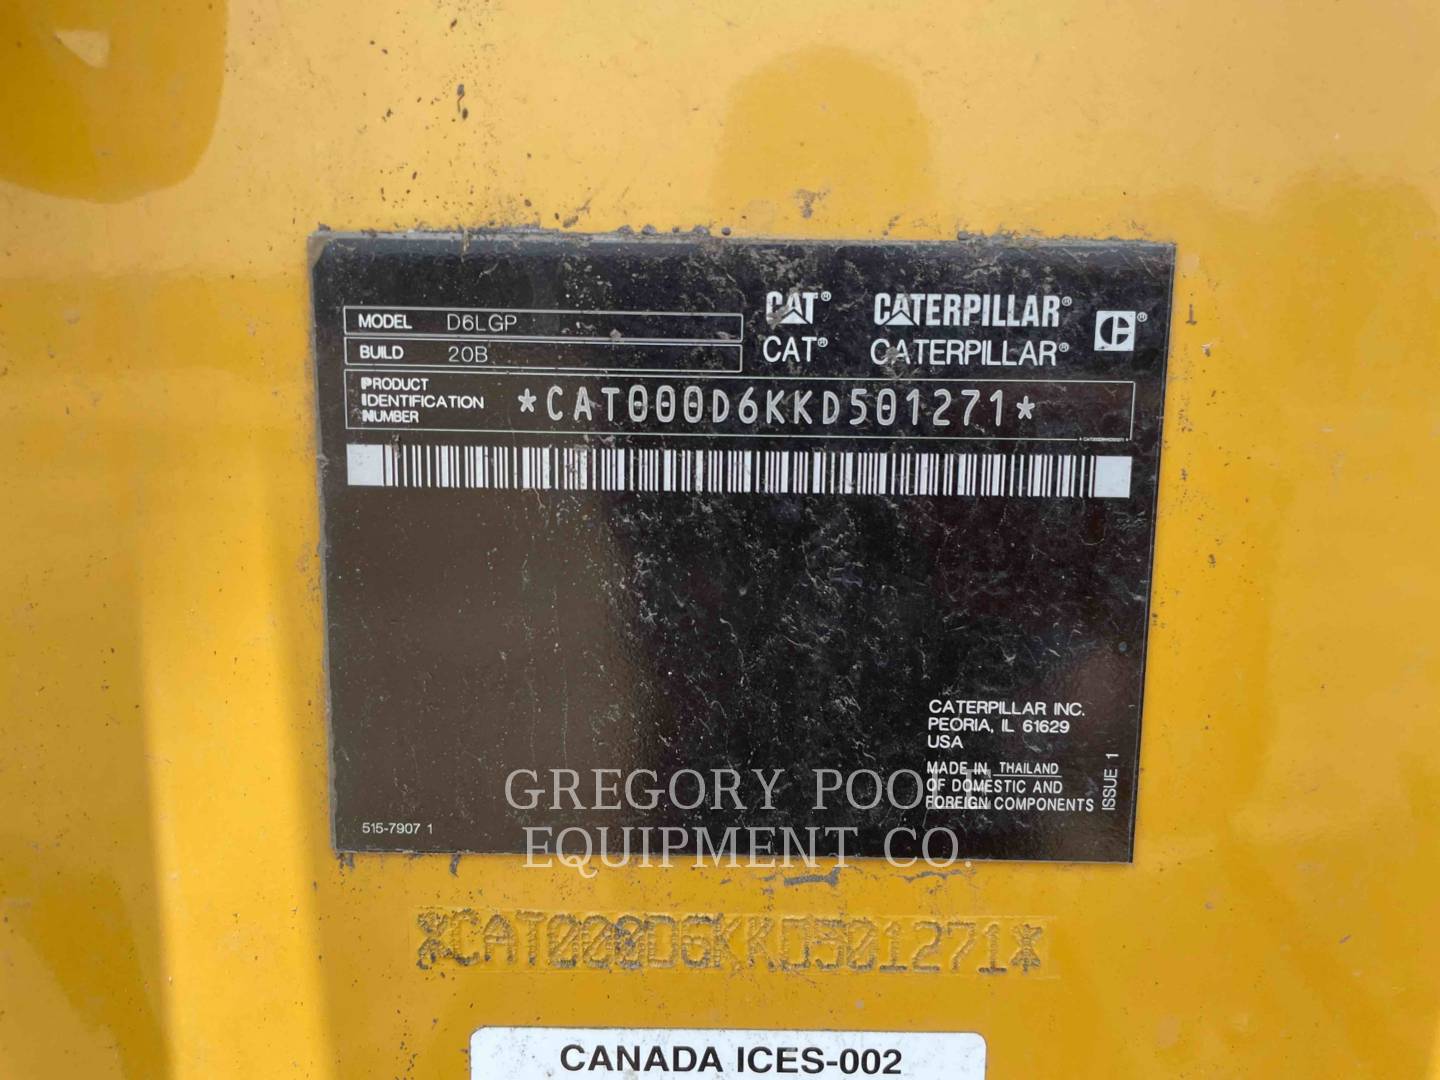 MODEL D6LGP
BUILD 20B
CAT® CATERPILLAR®
CAT® CATERPILLAR®
PRODUCT
IDENTIFICATION
NUMBER
*CAT000D6KKD501271*
CATERPILLAR INC.
PEORIA, IL 61629
USA
MADE IN THAILAND
OF DOMESTIC AND
FOREIGN COMPONENTS
ISSUE 1
515-7907 1
GREGORY POOLE
EQUIPMENT CO.
*CAT000D6KKD501271*
CANADA ICES-002